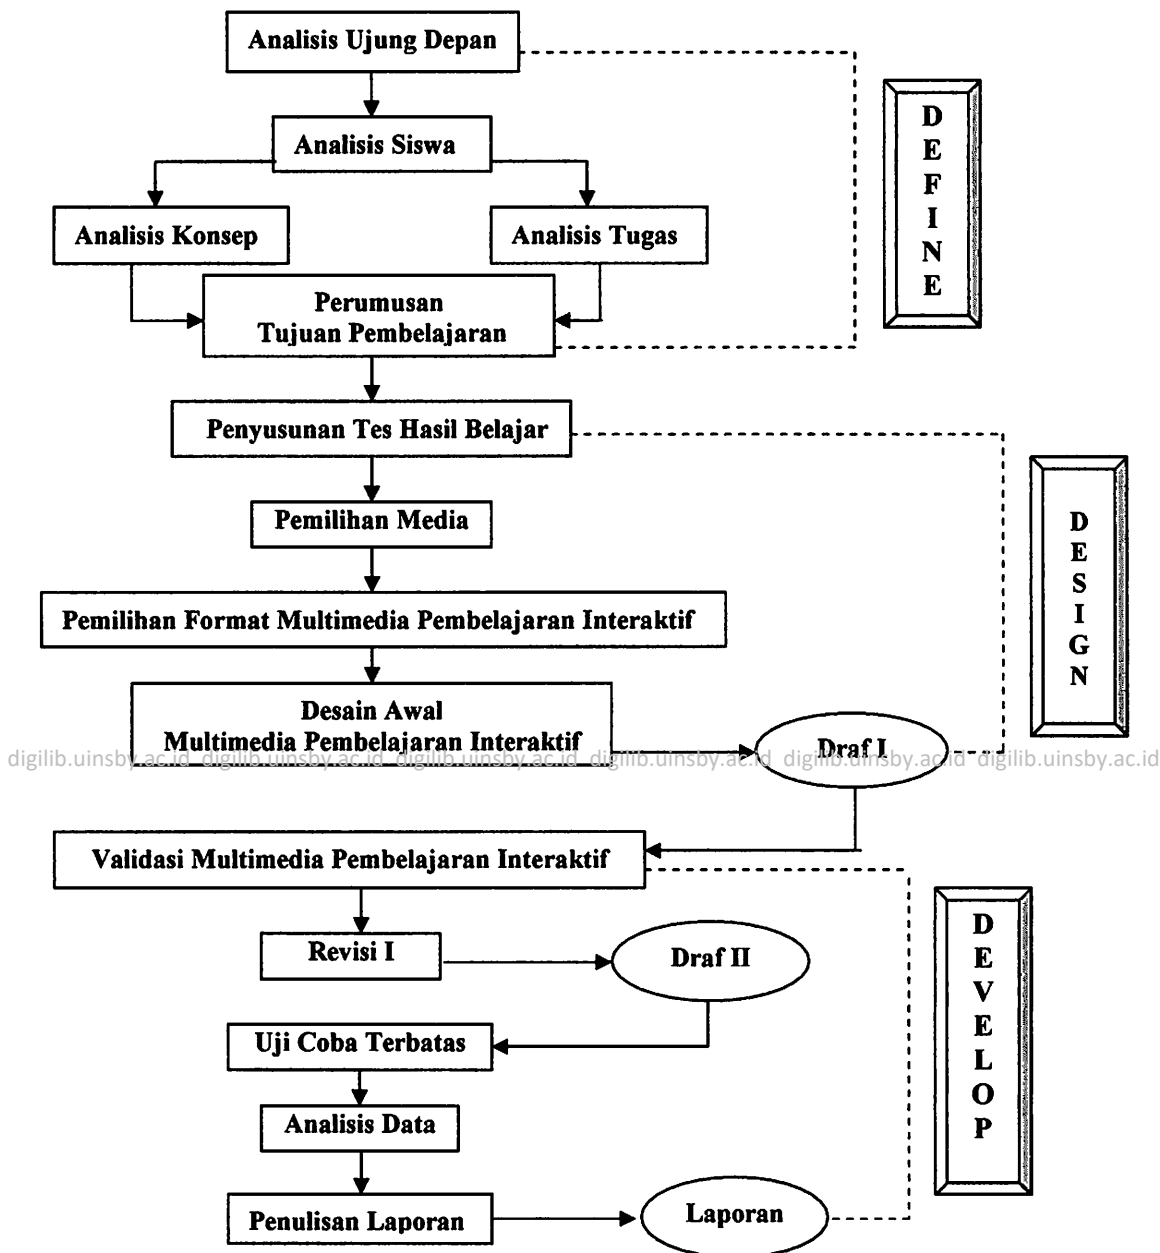 Analisis Ujung Depan
Analisis Siswa
Analisis Konsep
Analisis Tugas
Perumusan
Tujuan Pembelajaran
DEFINE
Penyusunan Tes Hasil Belajar
Pemilihan Media
Pemilihan Format Multimedia Pembelajaran Interaktif
Desain Awal
Multimedia Pembelajaran Interaktif
Draf I
DESIGN
digilib.uinsby.ac.id digilib.uinsby.ac.id digilib.uinsby.ac.id digilib.uinsby.ac.id digilib.uinsby.ac.id digilib.uinsby.ac.id
Validasi Multimedia Pembelajaran Interaktif
Revisi I
Draf II
Uji Coba Terbatas
Analisis Data
Penulisan Laporan
Laporan
DEVELOP